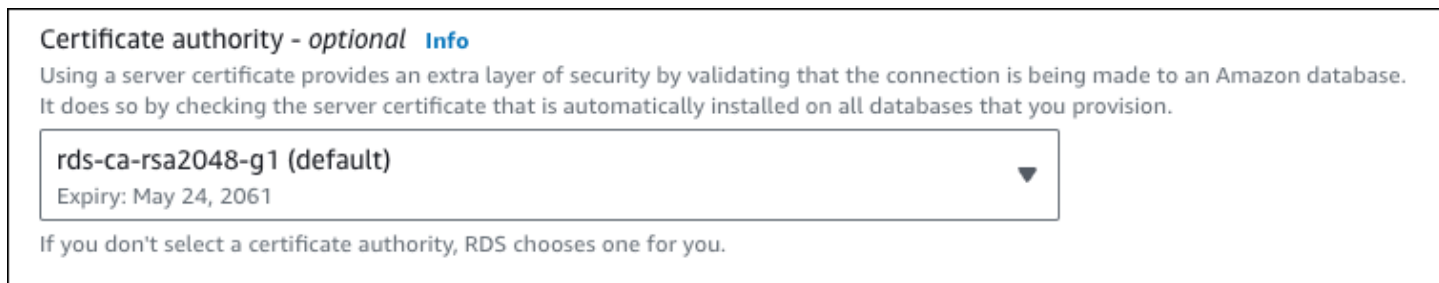 Certificate authority - optional Info
Using a server certificate provides an extra layer of security by validating that the connection is being made to an Amazon database.
It does so by checking the server certificate that is automatically installed on all databases that you provision.
rds-ca-rsa2048-g1 (default)
Expiry: May 24, 2061
If you don't select a certificate authority, RDS chooses one for you.